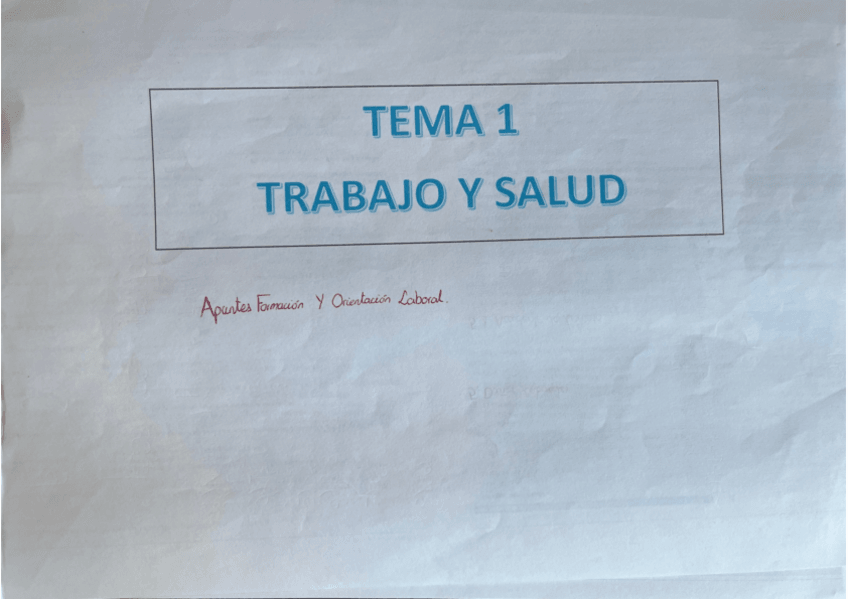 TEMA 1
TRABAJO Y SALUD
Apuntes Formación Y Orientación Laboral.